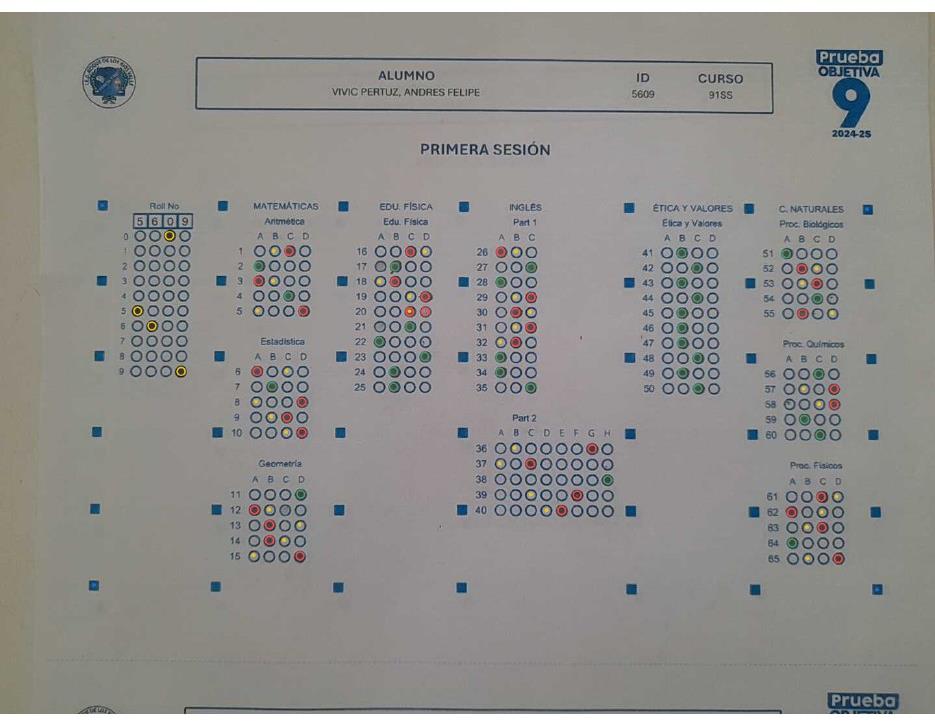 Prueba
OBJETIVA
9
2024-25
ALUMNO ID CURSO
VIVIC PERTUZ, ANDRES FELIPE 5609 91SS
PRIMERA SESIÓN
Roll No
5 6 0 9
0
1
2
3
4
5
6
7
8
9
MATEMÁTICAS
Aritmética
A B C D
1
2
3
4
5
Estadística
A B C D
6
7
8
9
10
Geometría
A B C D
11
12
13
14
15
EDU. FÍSICA
Edu. Física
A B C D
16
17
18
19
20
21
22
23
24
25
INGLÉS
Part 1
A B C
26
27
28
29
30
31
32
33
34
35
Part 2
A B C D E F G H
36
37
38
39
40
ÉTICA Y VALORES
Ética y Valores
A B C D
41
42
43
44
45
46
47
48
49
50
C. NATURALES
Proc. Biológicos
A B C D
51
52
53
54
55
Proc. Químicos
A B C D
56
57
58
59
60
Proc. Físicos
A B C D
61
62
63
64
65
Prueba